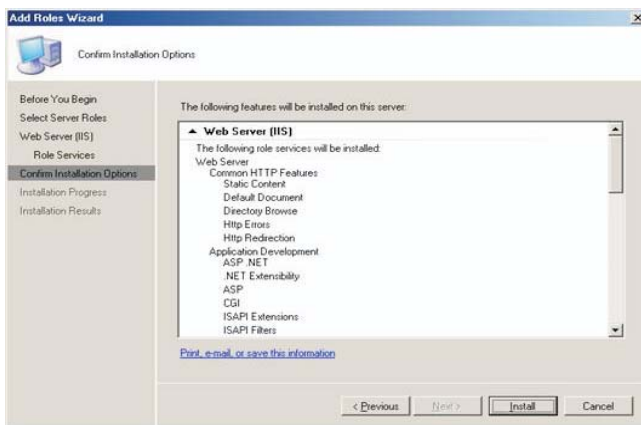 Add Roles Wizard
Confirm Installation Options
Before You Begin
Select Server Roles
Web Server (IIS)
Role Services
Confirm Installation Options
Installation Progress
Installation Results
The following features will be installed on this server:
Web Server (IIS)
The following role services will be installed:
Web Server
Common HTTP Features
Static Content
Default Document
Directory Browse
Http Errors
Http Redirection
Application Development
ASP .NET
.NET Extensibility
ASP
CGI
ISAPI Extensions
ISAPI Filters
Print, e-mail, or save this information
< Previous
Next >
Install
Cancel